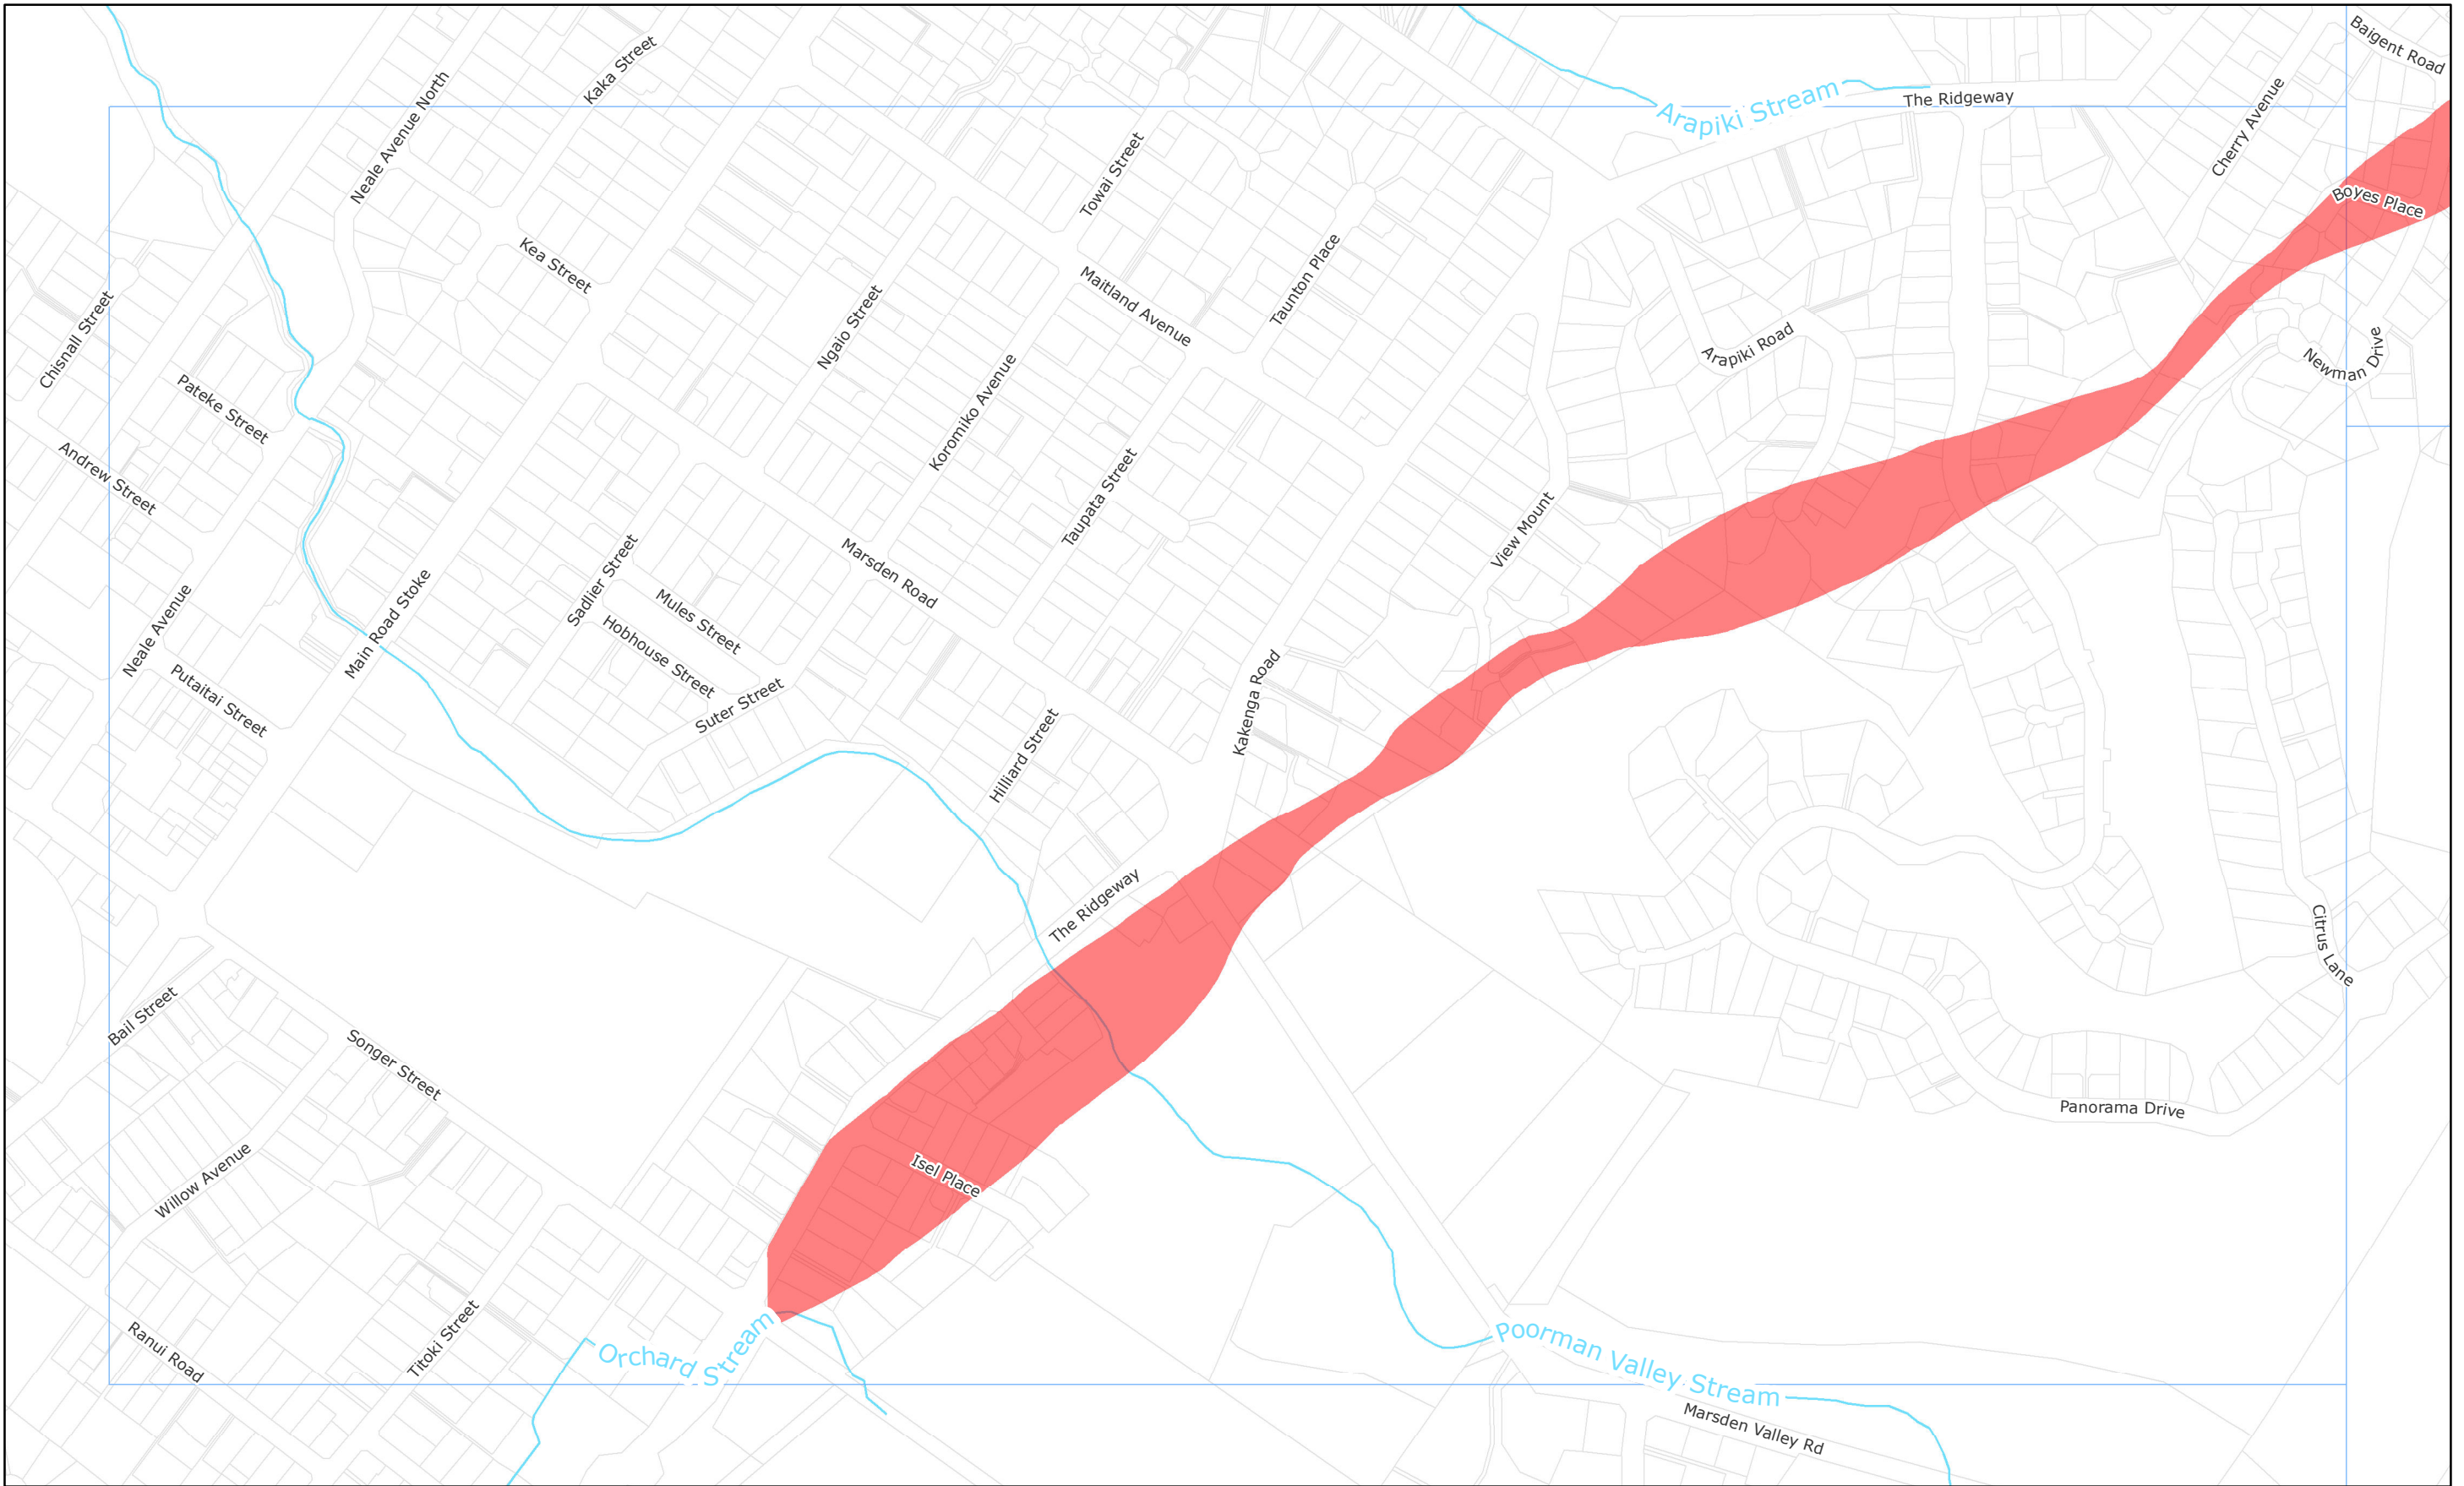 Baigent Road
Kaka Street
Neale Avenue North
Arapiki Stream
The Ridgeway
Cherry Avenue
Towai Street
Boyes Place
Kea Street
Maitland Avenue
Taunton Place
Chisnall Street
Ngaio Street
Arapiki Road
Newman Drive
Koromiko Avenue
Pateke Street
Andrew Street
Taupata Street
View Mount
Marsden Road
Sadlier Street
Main Road Stoke
Neale Avenue
Mules Street
Hobhouse Street
Putaitai Street
Suter Street
Kakenga Road
Hilliard Street
The Ridgeway
Citrus Lane
Bail Street
Songer Street
Panorama Drive
Willow Avenue
Isel Place
Ranui Road
Titoki Street
Orchard Stream
Poorman Valley Stream
Marsden Valley Rd